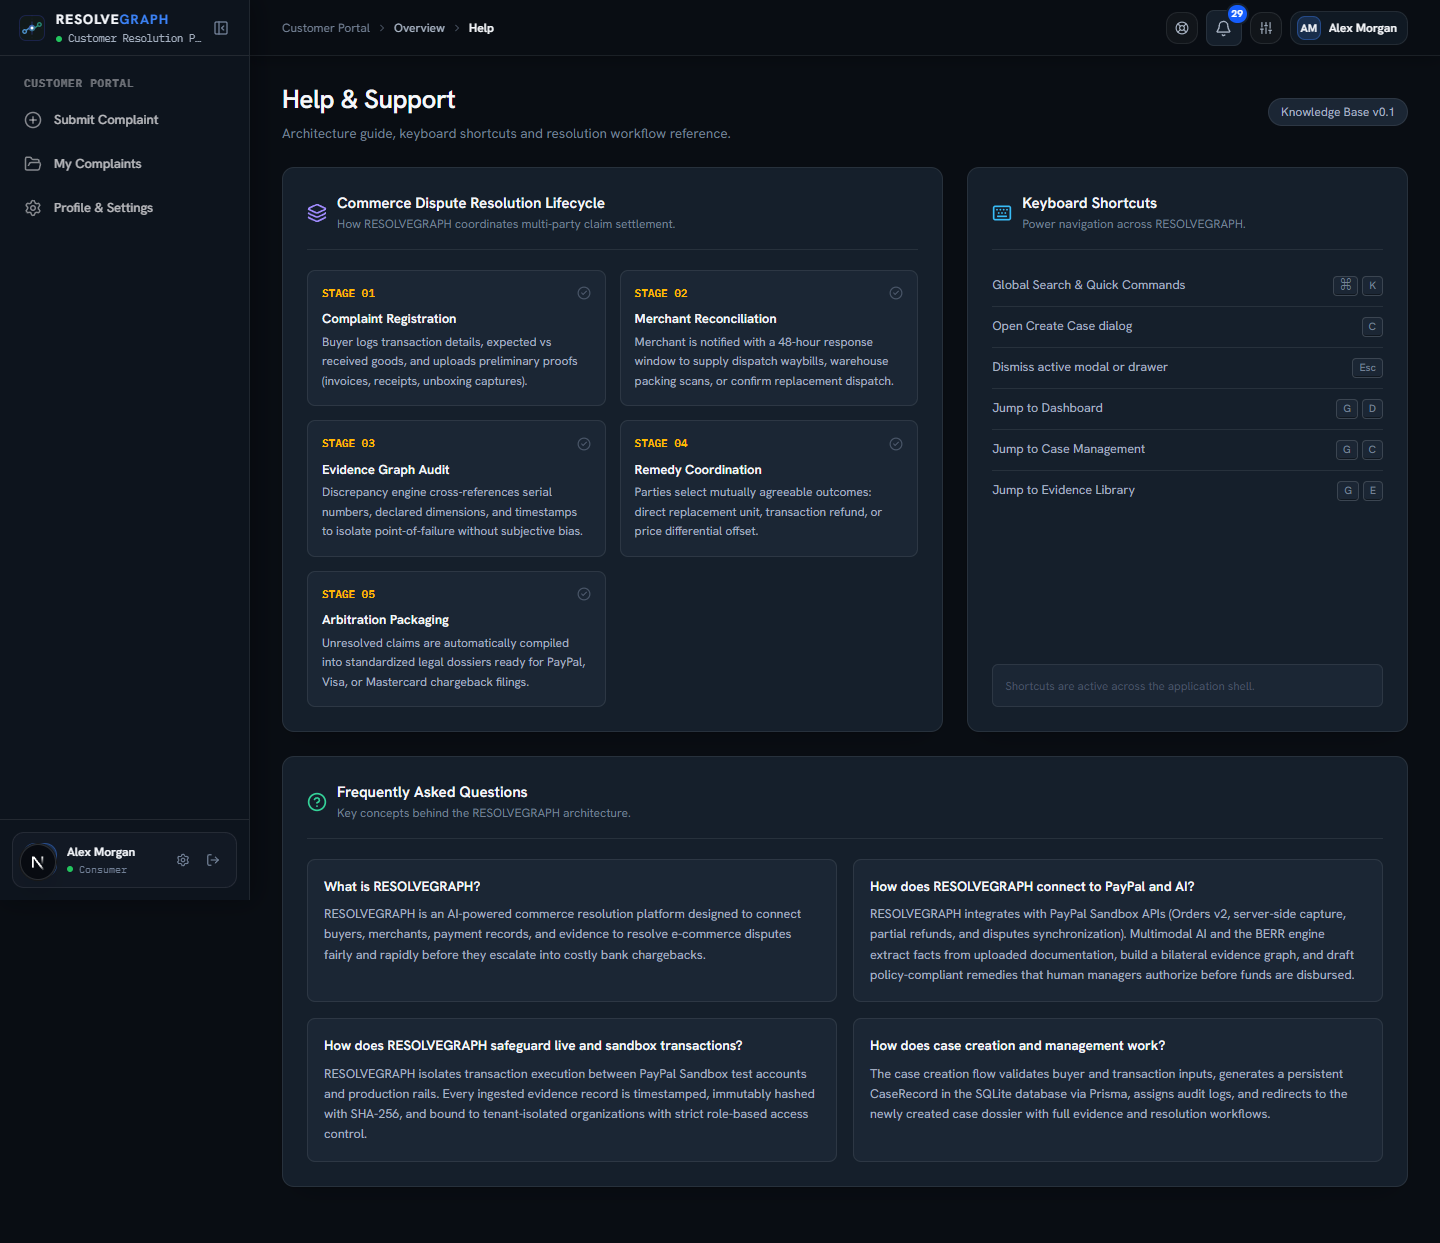 RESOLVEGRAPH
Customer Resolution P…
Customer Portal > Overview > Help
29
AM Alex Morgan
CUSTOMER PORTAL
Submit Complaint
My Complaints
Profile & Settings
Help & Support
Architecture guide, keyboard shortcuts and resolution workflow reference.
Knowledge Base v0.1
Commerce Dispute Resolution Lifecycle
How RESOLVEGRAPH coordinates multi-party claim settlement.
STAGE 01
Complaint Registration
Buyer logs transaction details, expected vs
received goods, and uploads preliminary proofs
(invoices, receipts, unboxing captures).
STAGE 02
Merchant Reconciliation
Merchant is notified with a 48-hour response
window to supply dispatch waybills, warehouse
packing scans, or confirm replacement dispatch.
STAGE 03
Evidence Graph Audit
Discrepancy engine cross-references serial
numbers, declared dimensions, and timestamps
to isolate point-of-failure without subjective bias.
STAGE 04
Remedy Coordination
Parties select mutually agreeable outcomes:
direct replacement unit, transaction refund, or
price differential offset.
STAGE 05
Arbitration Packaging
Unresolved claims are automatically compiled
into standardized legal dossiers ready for PayPal,
Visa, or Mastercard chargeback filings.
Keyboard Shortcuts
Power navigation across RESOLVEGRAPH.
Global Search & Quick Commands ⌘ K
Open Create Case dialog C
Dismiss active modal or drawer Esc
Jump to Dashboard G D
Jump to Case Management G C
Jump to Evidence Library G E
Shortcuts are active across the application shell.
Frequently Asked Questions
Key concepts behind the RESOLVEGRAPH architecture.
What is RESOLVEGRAPH?
RESOLVEGRAPH is an AI-powered commerce resolution platform designed to connect
buyers, merchants, payment records, and evidence to resolve e-commerce disputes
fairly and rapidly before they escalate into costly bank chargebacks.
How does RESOLVEGRAPH connect to PayPal and AI?
RESOLVEGRAPH integrates with PayPal Sandbox APIs (Orders v2, server-side capture,
partial refunds, and disputes synchronization). Multimodal AI and the BERR engine
extract facts from uploaded documentation, build a bilateral evidence graph, and draft
policy-compliant remedies that human managers authorize before funds are disbursed.
How does RESOLVEGRAPH safeguard live and sandbox transactions?
RESOLVEGRAPH isolates transaction execution between PayPal Sandbox test accounts
and production rails. Every ingested evidence record is timestamped, immutably hashed
with SHA-256, and bound to tenant-isolated organizations with strict role-based access
control.
How does case creation and management work?
The case creation flow validates buyer and transaction inputs, generates a persistent
CaseRecord in the SQLite database via Prisma, assigns audit logs, and redirects to the
newly created case dossier with full evidence and resolution workflows.
N
Alex Morgan
Consumer